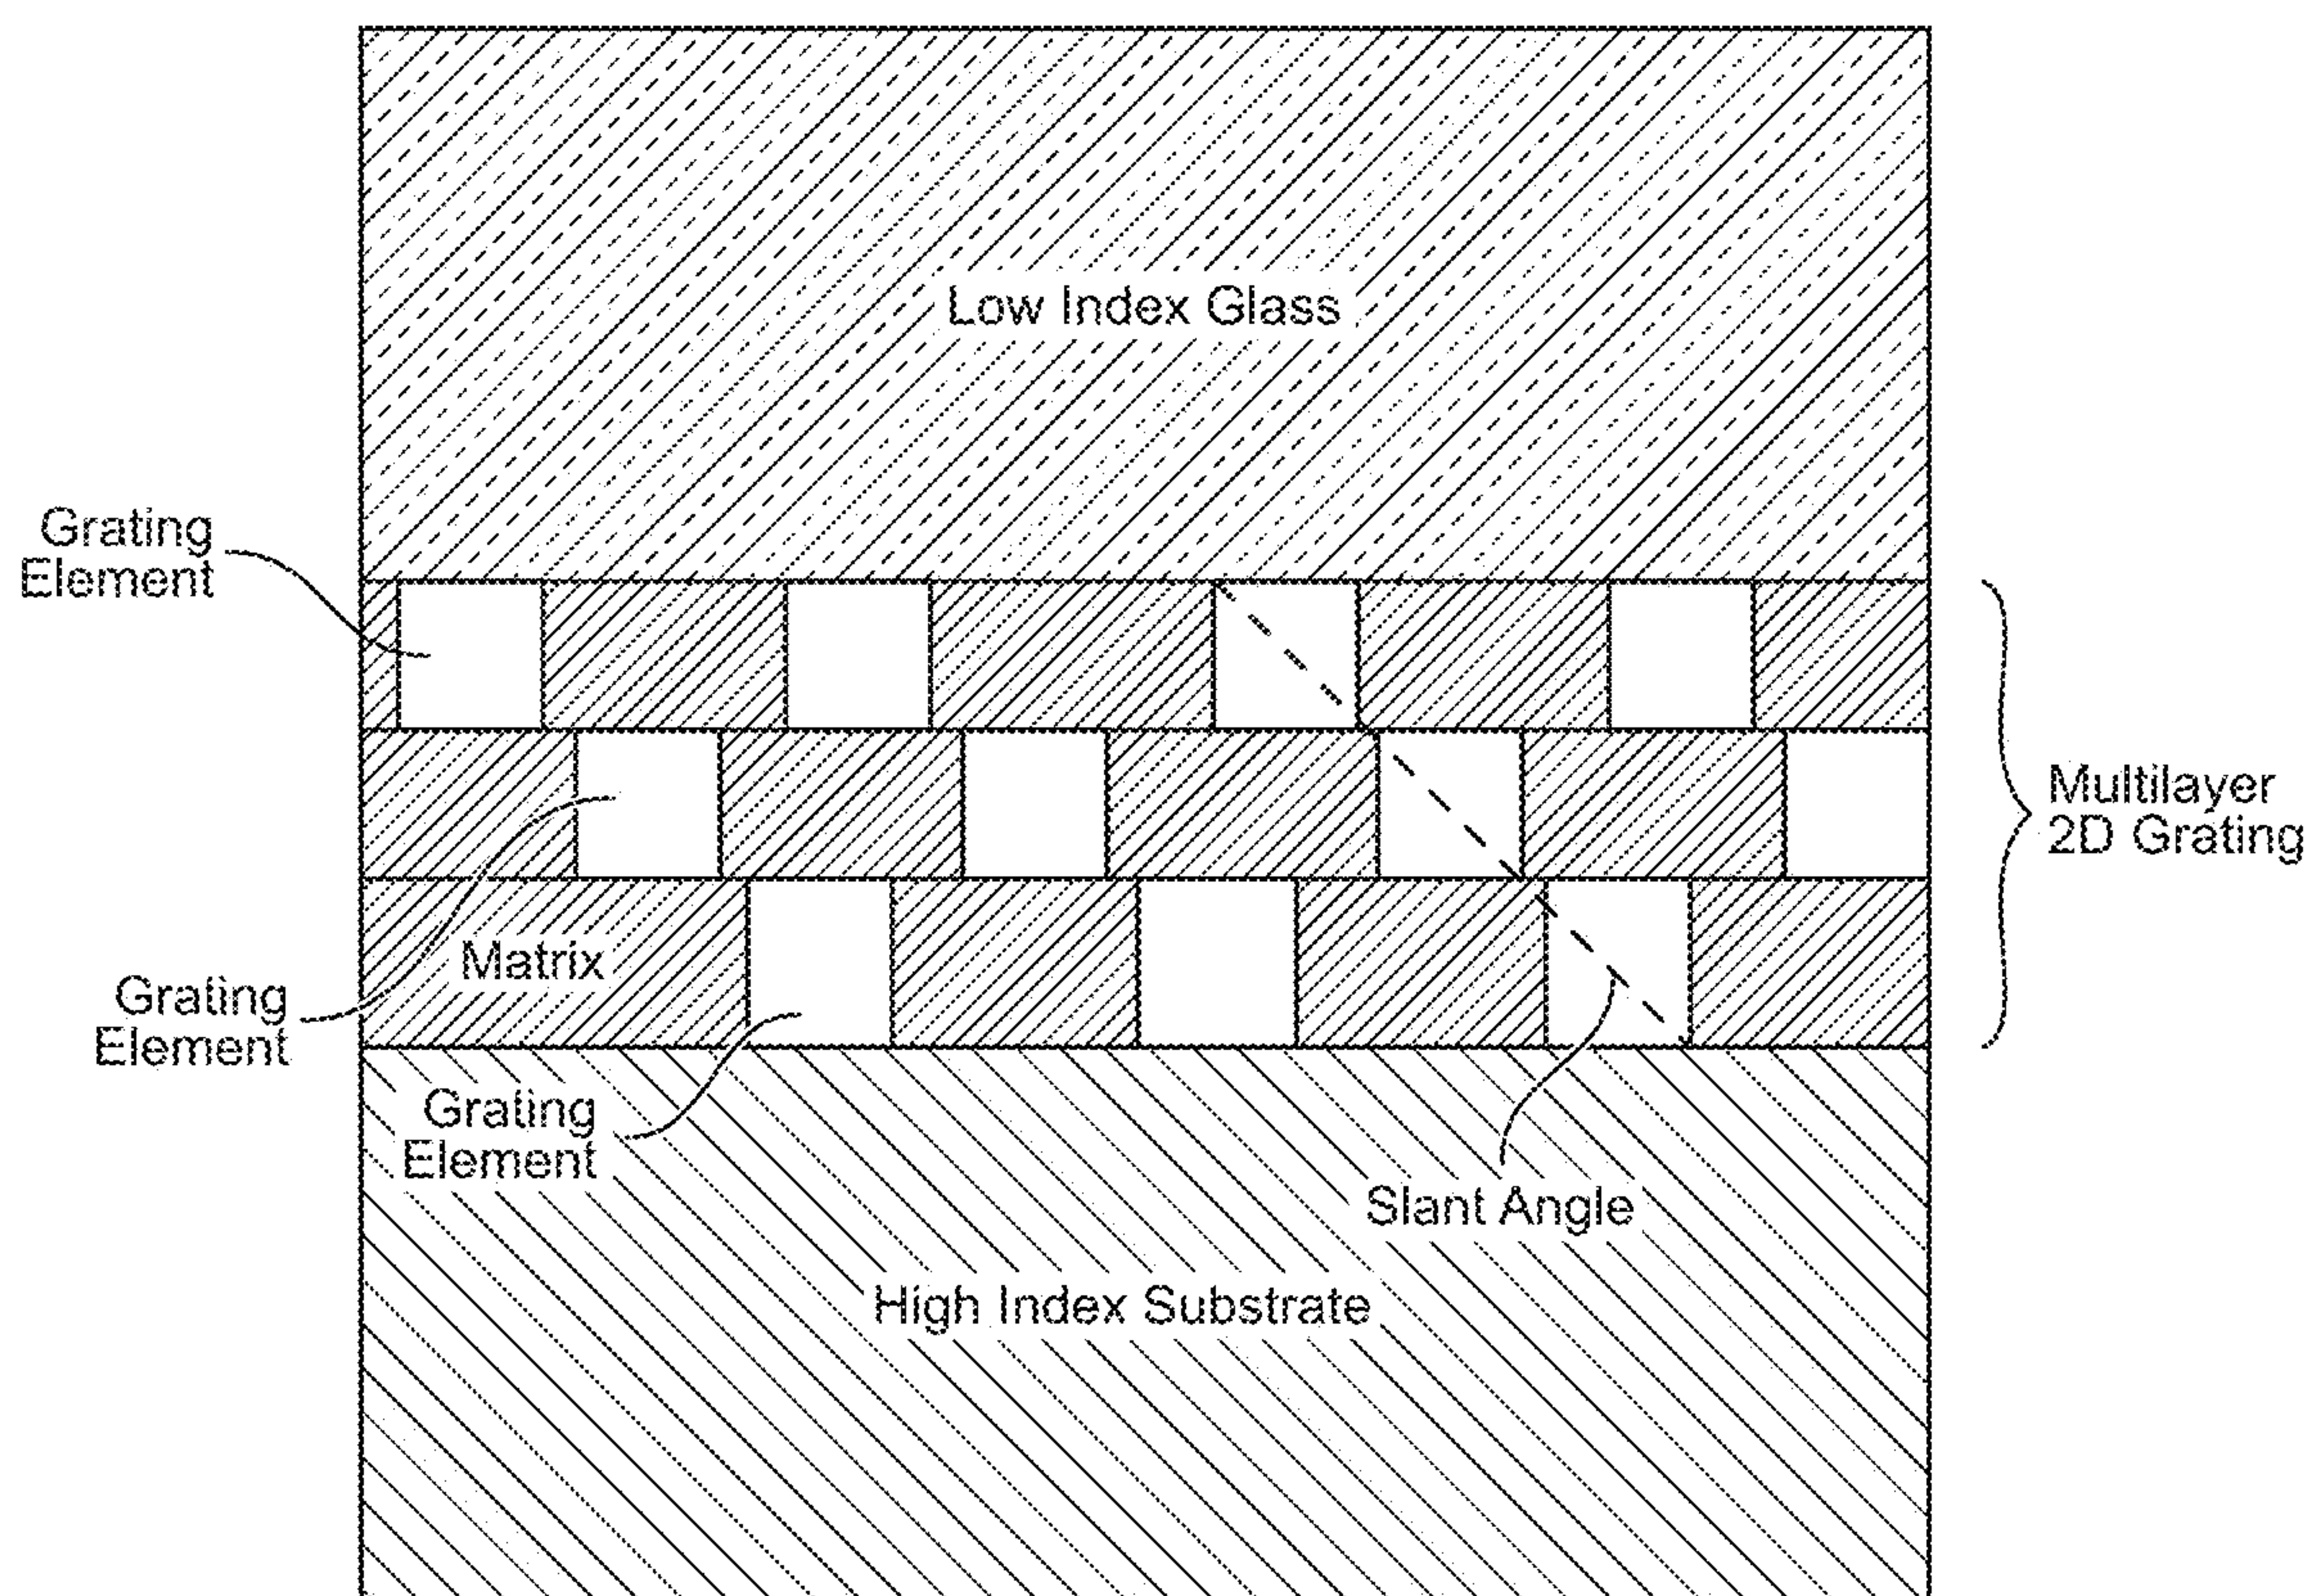 Low Index Glass
Grating
Element
Multilayer
2D Grating
Matrix
Grating
Element
Grating
Element
Slant Angle
High Index Substrate